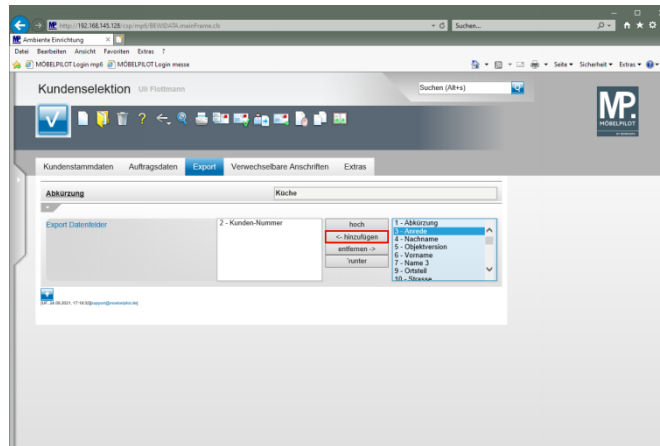 http://192.168.145.128/csp/mp6/BEWIDATA.mainFrame.cls
Suchen...
Ambiente Einrichtung
Datei Bearbeiten Ansicht Favoriten Extras ?
MÖBELPILOT Login mp6 MÖBELPILOT Login messe
Seite Sicherheit Extras
Kundenselektion Uli Flottmann
Suchen (Alt+s)
MP.
MÖBELPILOT
Kundenstammdaten Auftragsdaten Export Verwechselbare Anschriften Extras
Abkürzung Küche
Export Datenfelder
2 - Kunden-Nummer
hoch
<- hinzufügen
entfernen ->
'runter
1 - Abkürzung
3 - Anrede
4 - Nachname
5 - Objektversion
6 - Vorname
7 - Name 3
9 - Ortsteil
10 - Strasse